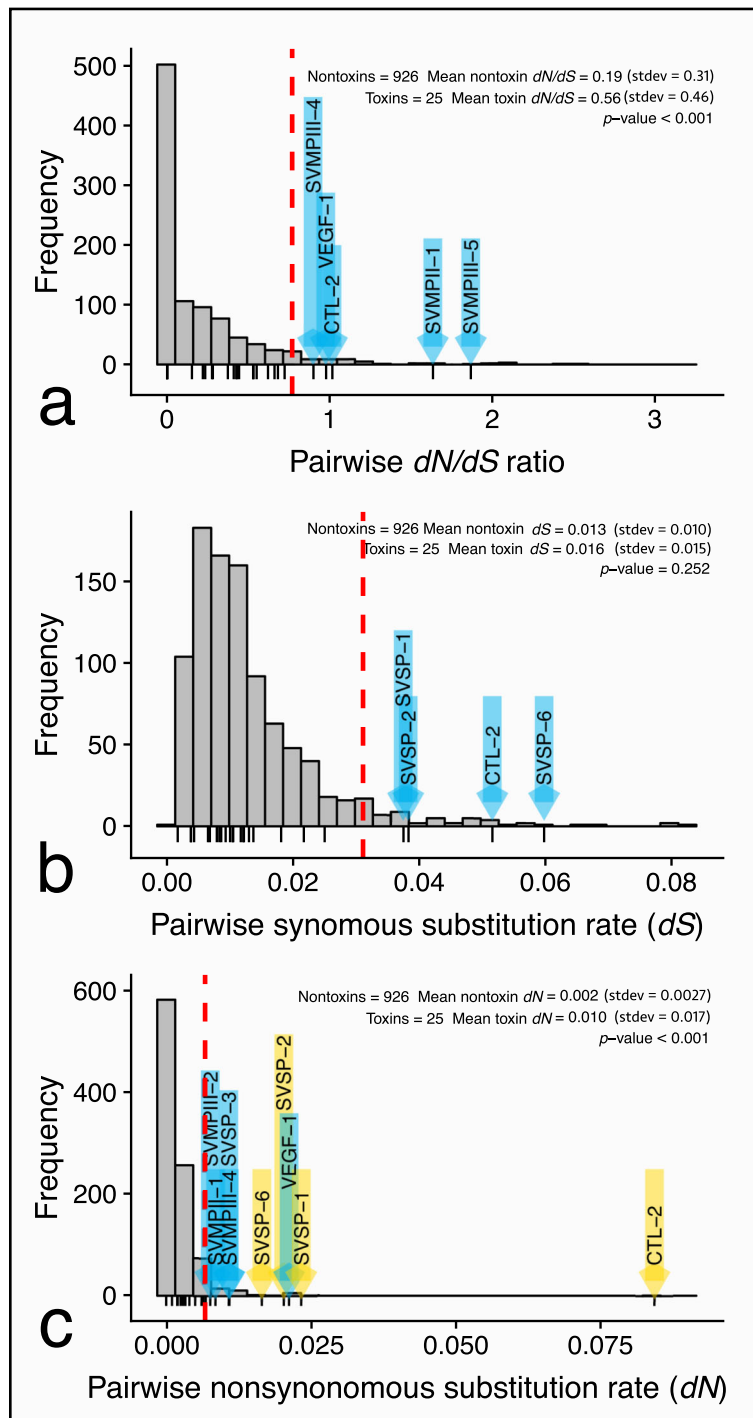 Nontoxins = 926 Mean nontoxin dN/dS = 0.19 (stdev = 0.31)
Toxins = 25 Mean toxin dN/dS = 0.56 (stdev = 0.46)
p–value < 0.001
500
400
300
200
100
0
Frequency
SVMPIII–4
VEGF–1
CTL–2
SVMPII–1
SVMPIII–5
0
1
2
3
a
Pairwise dN/dS ratio
Nontoxins = 926 Mean nontoxin dS = 0.013 (stdev = 0.010)
Toxins = 25 Mean toxin dS = 0.016 (stdev = 0.015)
p–value = 0.252
150
100
50
0
Frequency
SVSP–1
SVSP–2
CTL–2
SVSP–6
0.00
0.02
0.04
0.06
0.08
b
Pairwise synomous substitution rate (dS)
Nontoxins = 926 Mean nontoxin dN = 0.002 (stdev = 0.0027)
Toxins = 25 Mean toxin dN = 0.010 (stdev = 0.017)
p–value < 0.001
600
400
200
0
Frequency
SVMPIII–2
SVSP–3
SVMPII–1
SVMPIII–4
SVSP–6
SVSP–2
VEGF–1
SVSP–1
CTL–2
0.000
0.025
0.050
0.075
c
Pairwise nonsynonomous substitution rate (dN)